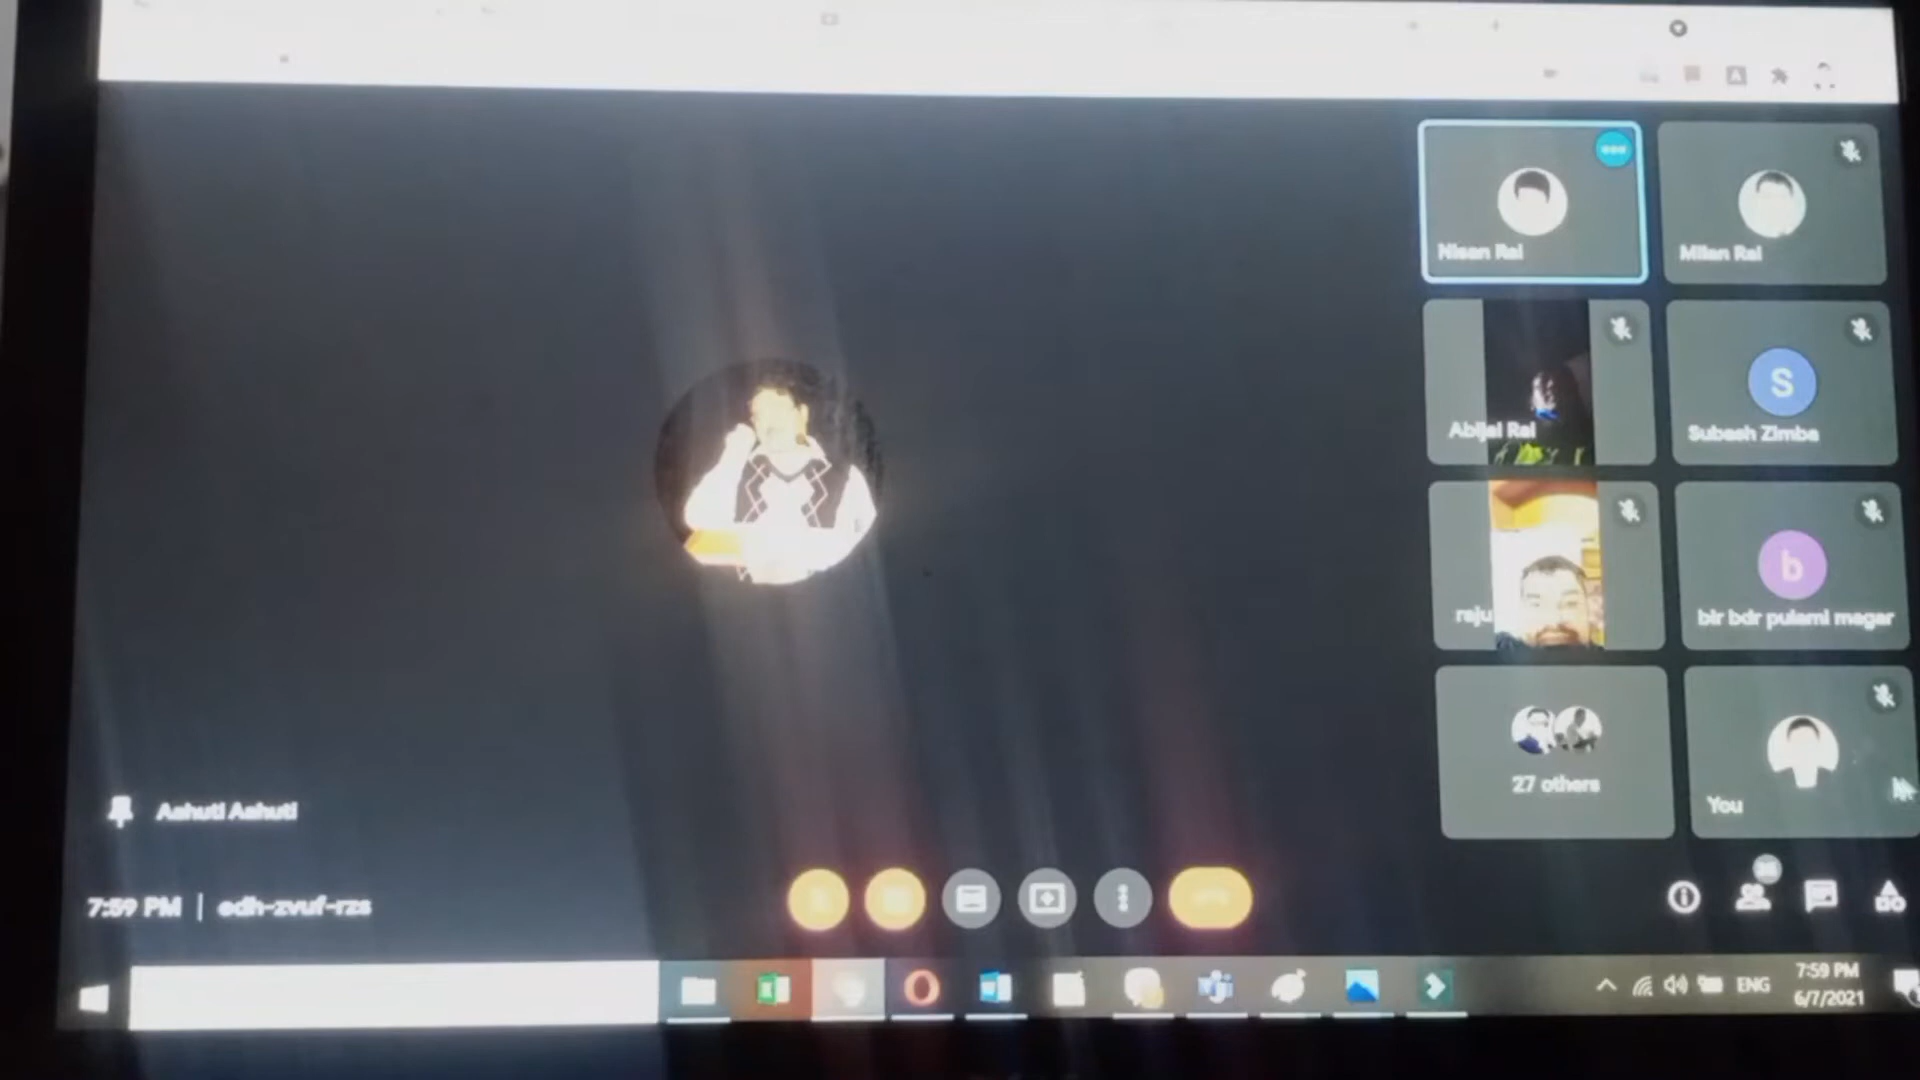 Nisan Rai
Milan Rai
Abijal Rai
S
Subash Zimba
raju
b
bir bdr pulami magar
27 others
You
Aahuti Aahuti
7:59 PM | edh-zvuf-rzs
ENG
7:59 PM
6/7/2021